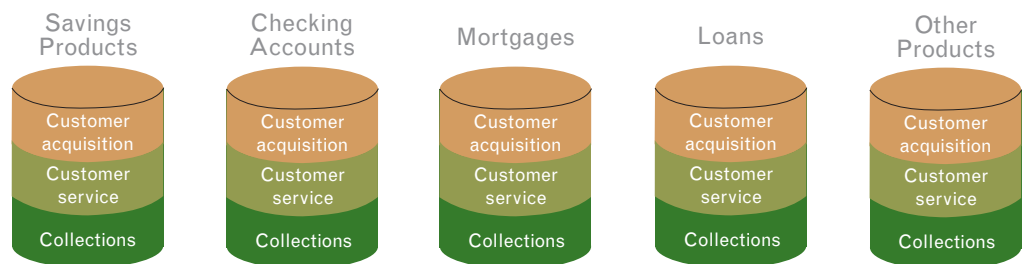 Savings
Products
Checking
Accounts
Mortgages
Loans
Other
Products
Customer
acquisition
Customer
service
Collections
Customer
acquisition
Customer
service
Collections
Customer
acquisition
Customer
service
Collections
Customer
acquisition
Customer
service
Collections
Customer
acquisition
Customer
service
Collections